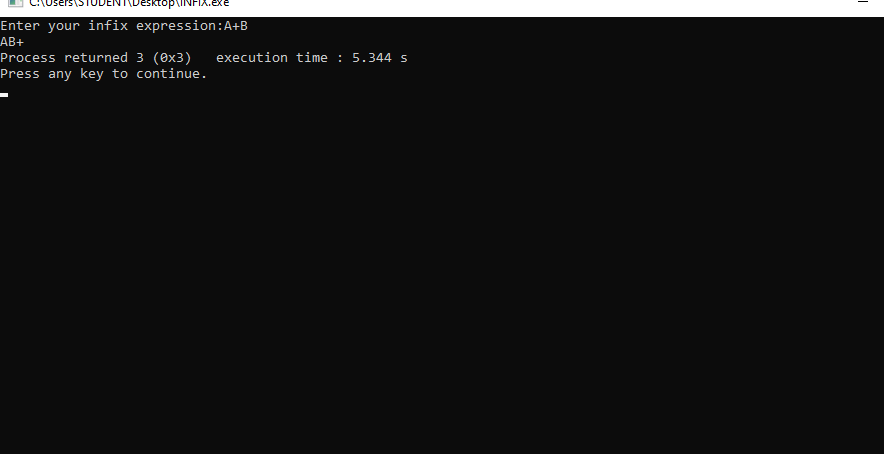 C:\Users\STUDENT\Desktop\INFIX.exe
Enter your infix expression:A+B
AB+
Process returned 3 (0x3)   execution time : 5.344 s
Press any key to continue.